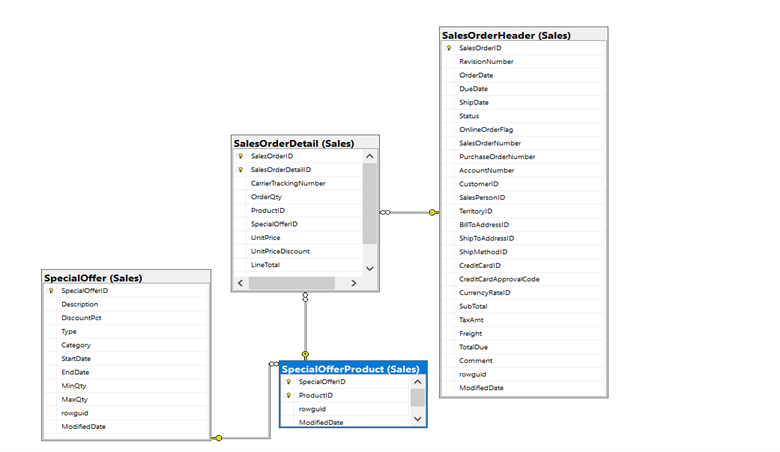 SalesOrderHeader (Sales)
SalesOrderID
RevisionNumber
OrderDate
DueDate
ShipDate
Status
OnlineOrderFlag
SalesOrderNumber
PurchaseOrderNumber
AccountNumber
CustomerID
SalesPersonID
TerritoryID
BillToAddressID
ShipToAddressID
ShipMethodID
CreditCardID
CreditCardApprovalCode
CurrencyRateID
SubTotal
TaxAmt
Freight
TotalDue
Comment
rowguid
ModifiedDate
SalesOrderDetail (Sales)
SalesOrderID
SalesOrderDetailID
CarrierTrackingNumber
OrderQty
ProductID
SpecialOfferID
UnitPrice
UnitPriceDiscount
LineTotal
SpecialOffer (Sales)
SpecialOfferID
Description
DiscountPct
Type
Category
StartDate
EndDate
MinQty
MaxQty
rowguid
ModifiedDate
SpecialOfferProduct (Sales)
SpecialOfferID
ProductID
rowguid
ModifiedDate